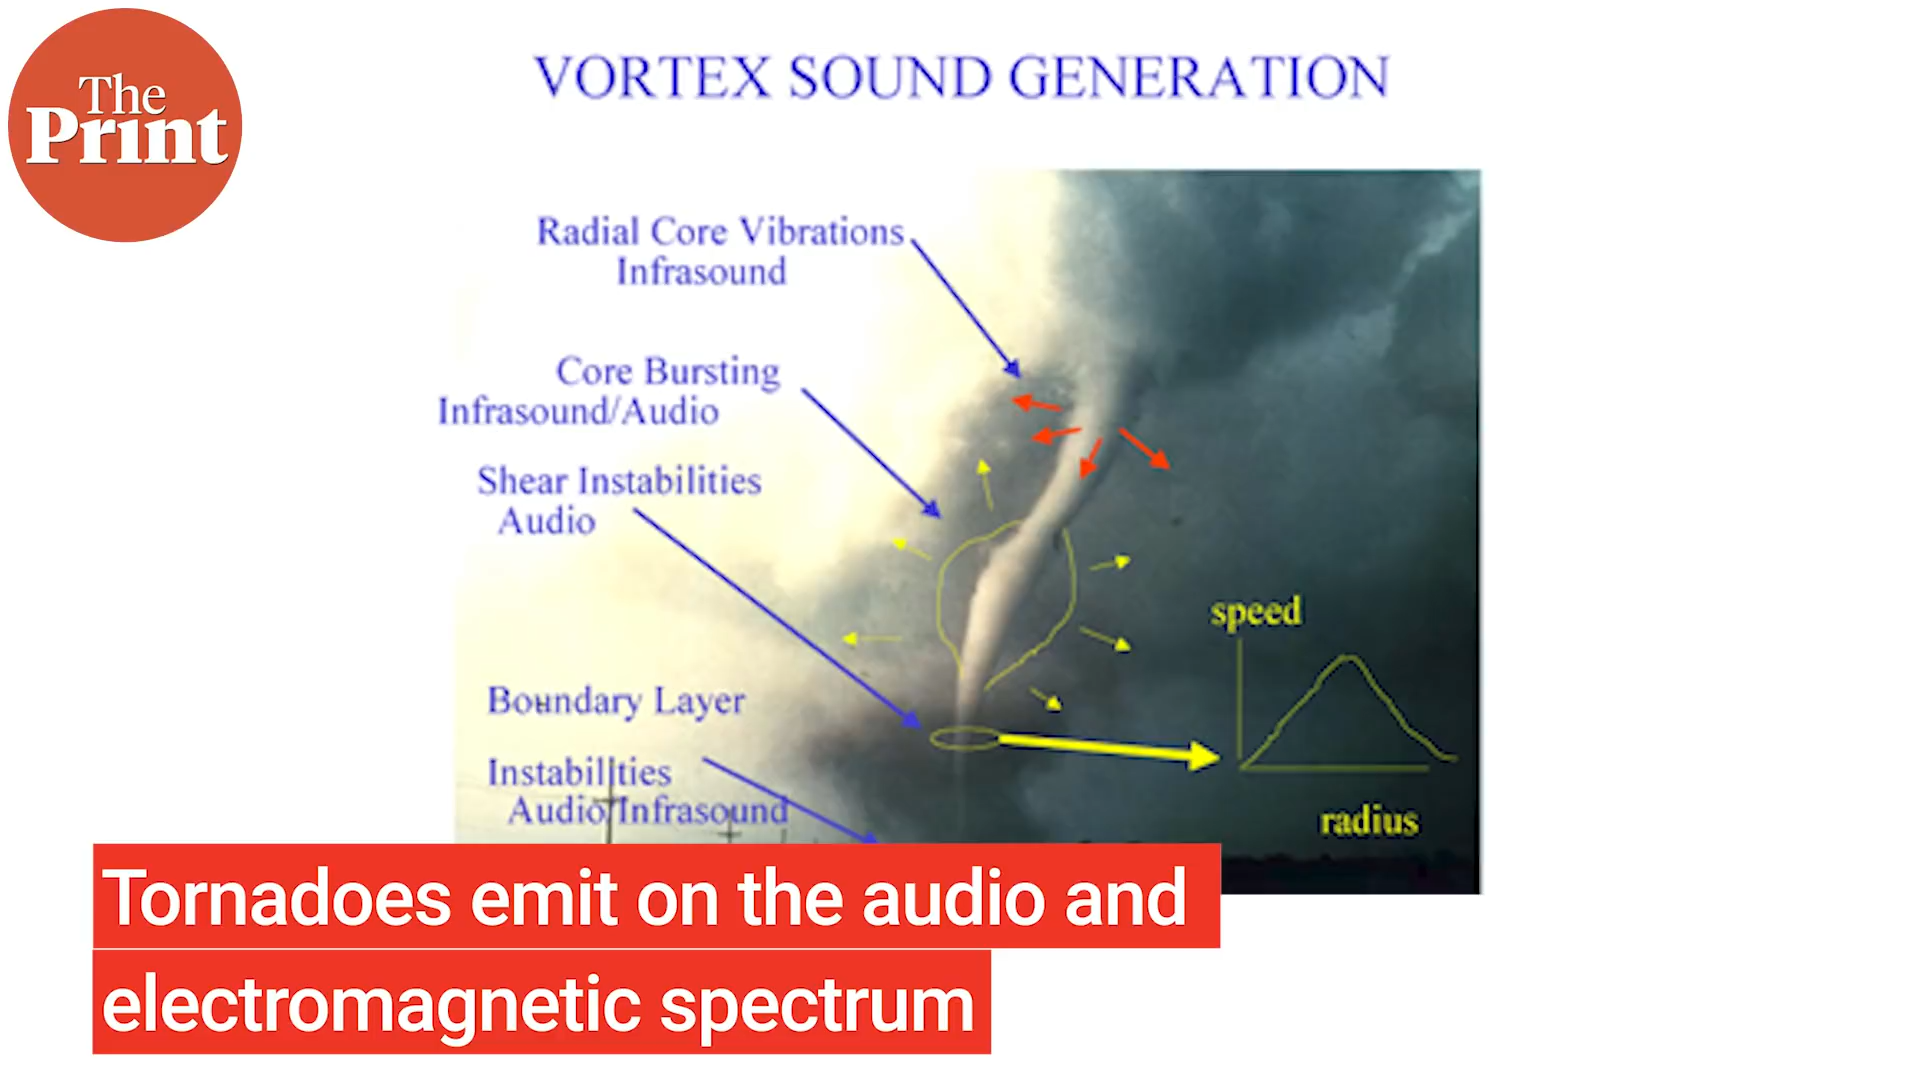 The
Print
VORTEX SOUND GENERATION
Radial Core Vibrations
Infrasound
Core Bursting
Infrasound/Audio
Shear Instabilities
Audio
speed
Boundary Layer
Instabilities
Audio/Infrasound
radius
Tornadoes emit on the audio and
electromagnetic spectrum